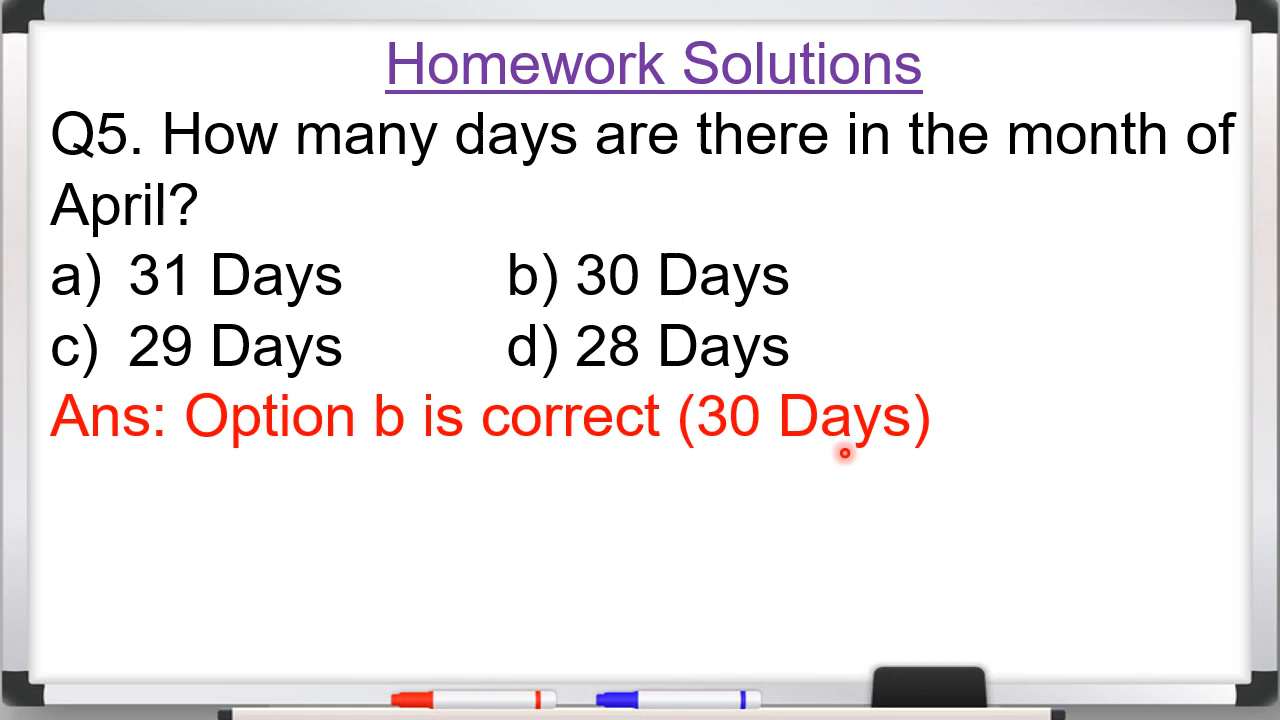 Homework Solutions
Q5. How many days are there in the month of
April?
a) 31 Days b) 30 Days
c) 29 Days d) 28 Days
Ans: Option b is correct (30 Days)